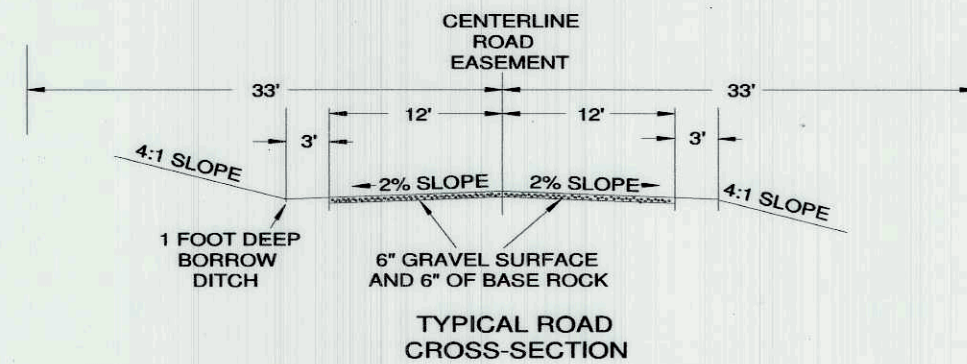 CENTERLINE
ROAD
EASEMENT
33'
33'
12'
12'
3'
3'
4:1 SLOPE
2% SLOPE
2% SLOPE
4:1 SLOPE
1 FOOT DEEP
BORROW
DITCH
6" GRAVEL SURFACE
AND 6" OF BASE ROCK
TYPICAL ROAD
CROSS-SECTION